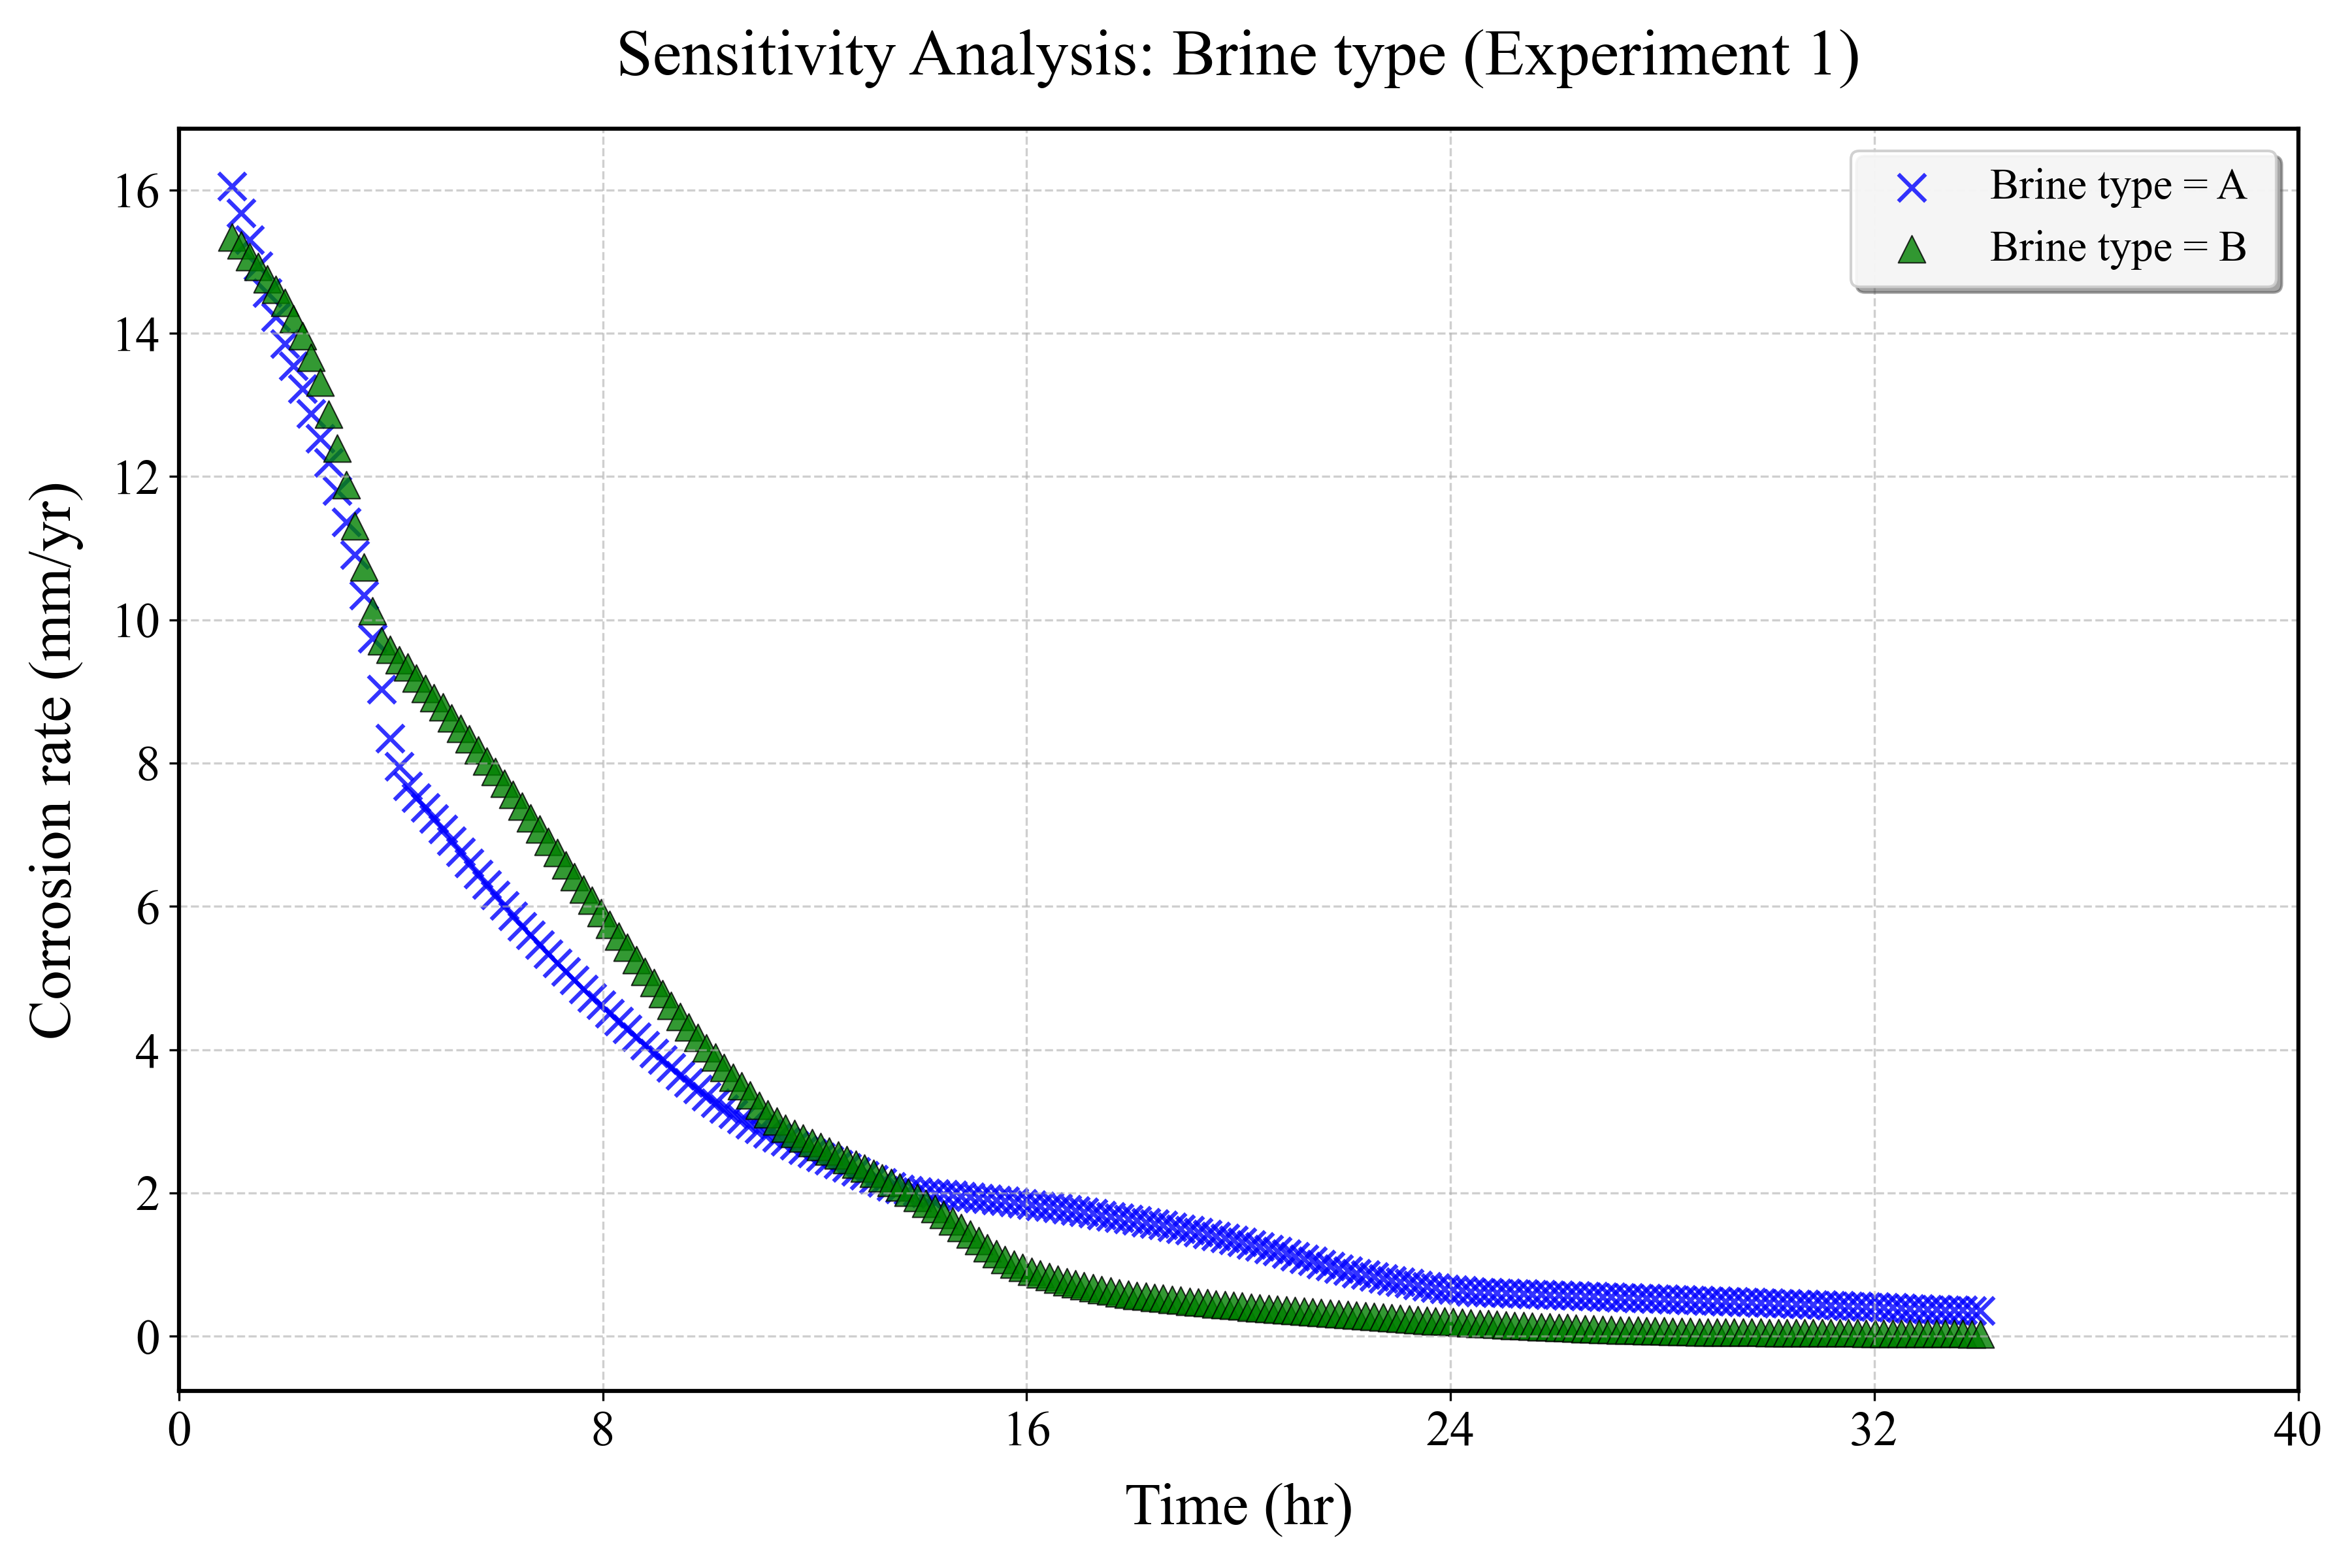 Sensitivity Analysis: Brine type (Experiment 1)
Brine type = A
Brine type = B
Corrosion rate (mm/yr)
16
14
12
10
8
6
4
2
0
0 8 16 24 32 40
Time (hr)